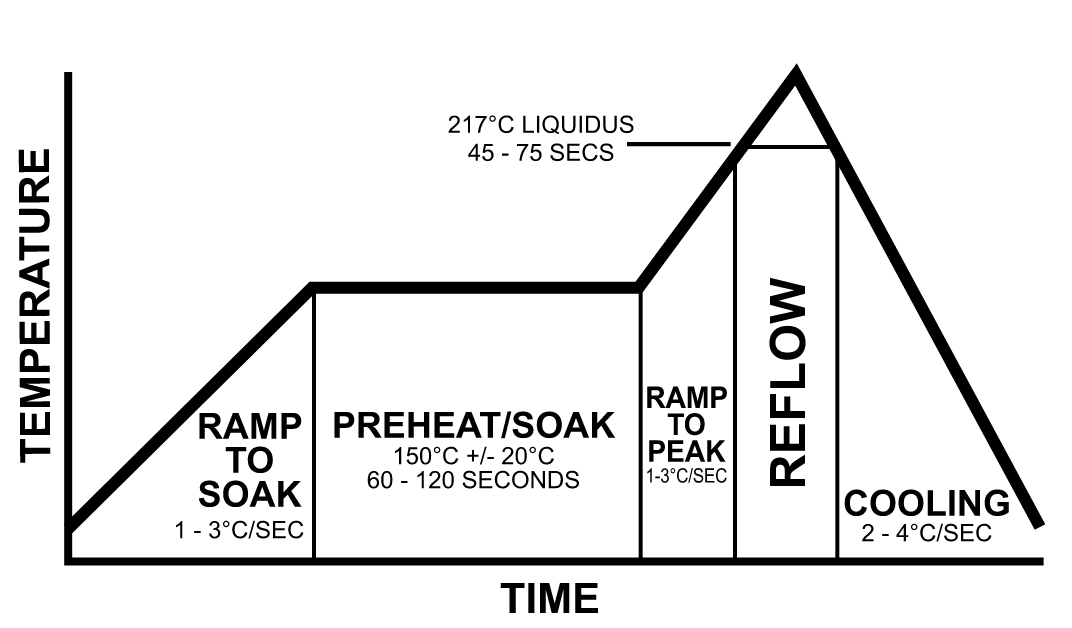 TEMPERATURE
217°C LIQUIDUS
45 - 75 SECS
RAMP
TO
SOAK
1 - 3°C/SEC
PREHEAT/SOAK
150°C +/- 20°C
60 - 120 SECONDS
RAMP
TO
PEAK
1-3°C/SEC
REFLOW
COOLING
2 - 4°C/SEC
TIME